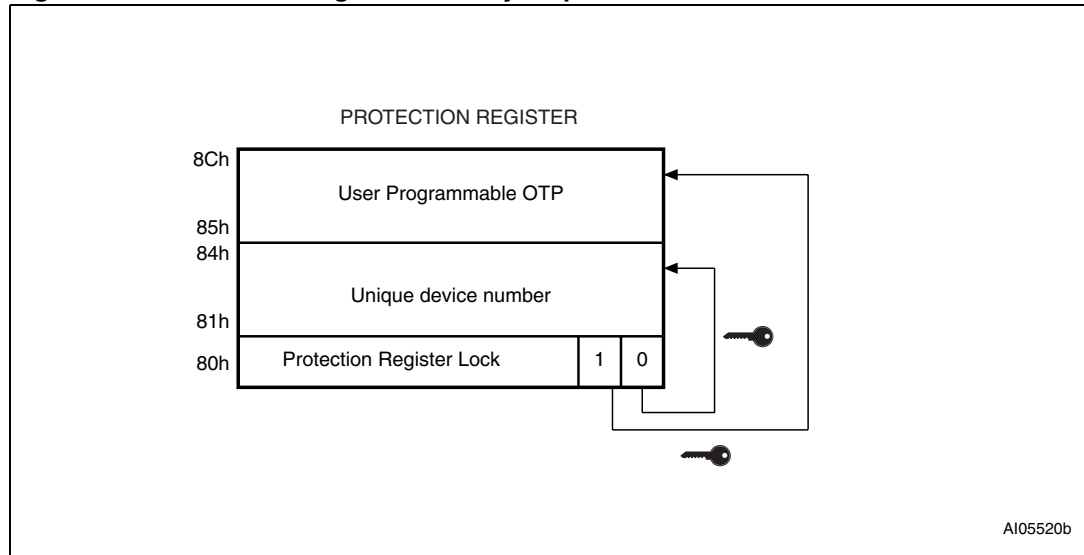 PROTECTION REGISTER
8Ch
User Programmable OTP
85h
84h
Unique device number
81h
80h
Protection Register Lock
1
0
AI05520b